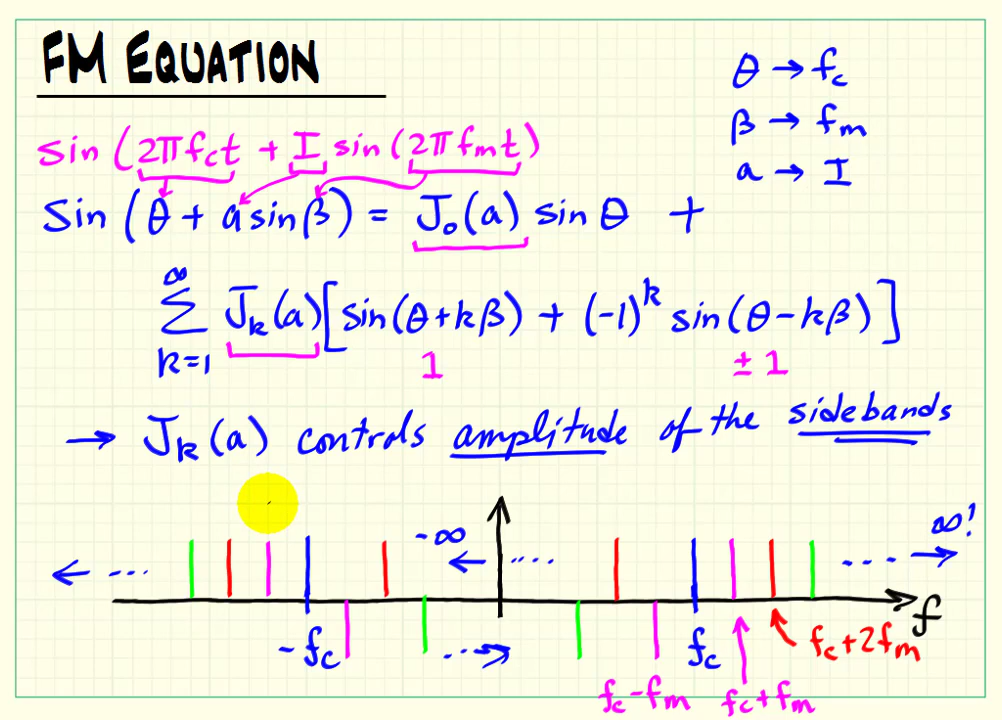 FM EQUATION
θ → fc
β → fm
a → I
sin (2πfct + I sin (2πfmt)
Sin (θ + a sin β) = J₀(a) sin θ +
∞
Σ Jk(a)[sin(θ+kβ) + (-1)^k sin(θ-kβ)]
k=1
1 ± 1
→ Jk(a) controls amplitude of the sidebands
-∞ ∞!
← ... ← .... ... →
-fc ...→ fc fc+2fm f
fc-fm fc+fm